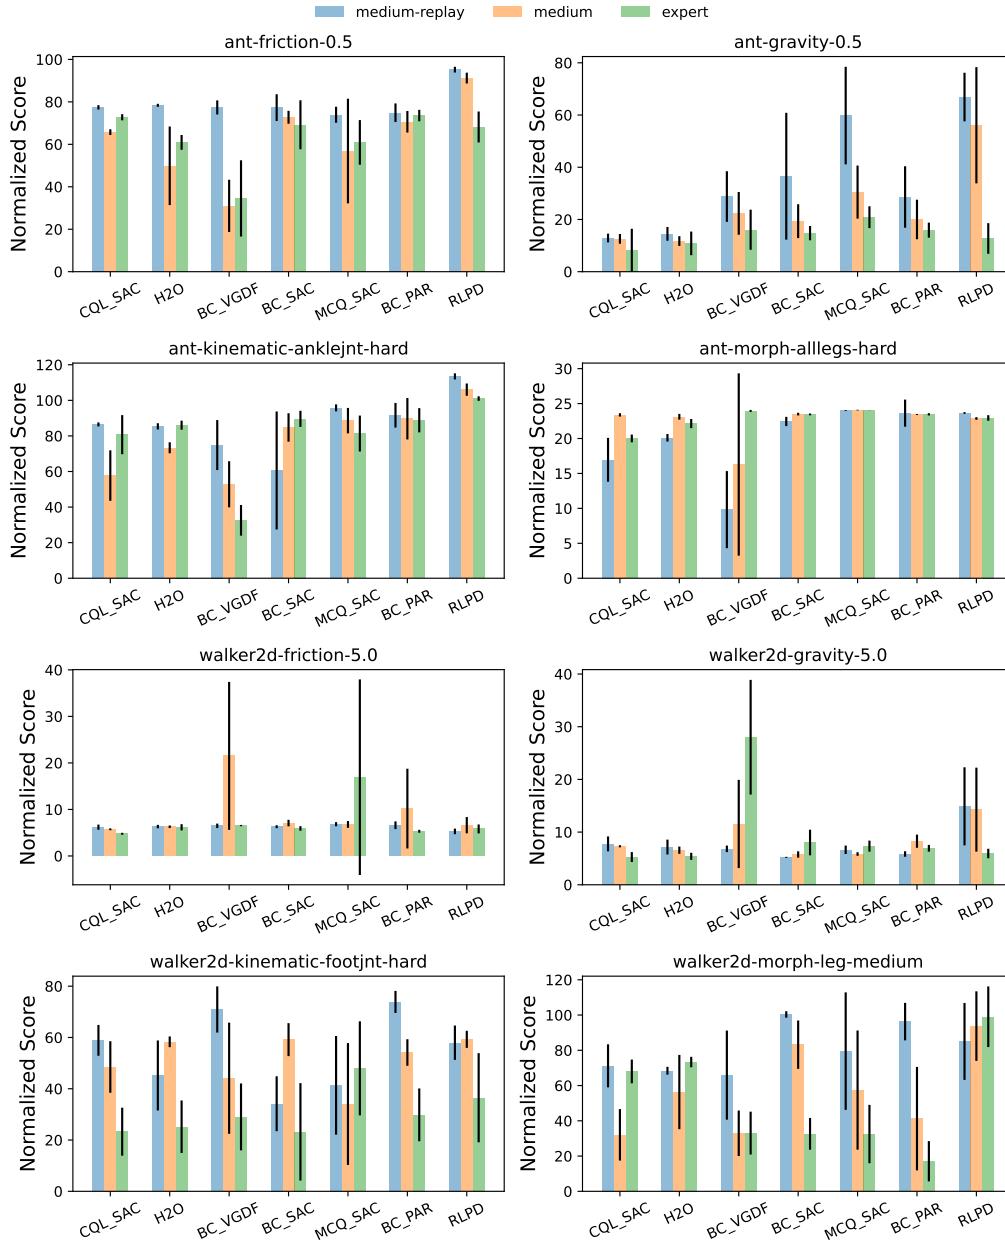 medium-replay medium expert
ant-friction-0.5
Normalized Score
100
80
60
40
20
0
CQL_SAC H2O BC_VGDF BC_SAC MCQ_SAC BC_PAR RLPD
ant-gravity-0.5
Normalized Score
80
60
40
20
0
CQL_SAC H2O BC_VGDF BC_SAC MCQ_SAC BC_PAR RLPD
ant-kinematic-anklejnt-hard
Normalized Score
120
100
80
60
40
20
0
CQL_SAC H2O BC_VGDF BC_SAC MCQ_SAC BC_PAR RLPD
ant-morph-alllegs-hard
Normalized Score
30
25
20
15
10
5
0
CQL_SAC H2O BC_VGDF BC_SAC MCQ_SAC BC_PAR RLPD
walker2d-friction-5.0
Normalized Score
40
30
20
10
0
CQL_SAC H2O BC_VGDF BC_SAC MCQ_SAC BC_PAR RLPD
walker2d-gravity-5.0
Normalized Score
40
30
20
10
0
CQL_SAC H2O BC_VGDF BC_SAC MCQ_SAC BC_PAR RLPD
walker2d-kinematic-footjnt-hard
Normalized Score
80
60
40
20
0
CQL_SAC H2O BC_VGDF BC_SAC MCQ_SAC BC_PAR RLPD
walker2d-morph-leg-medium
Normalized Score
120
100
80
60
40
20
0
CQL_SAC H2O BC_VGDF BC_SAC MCQ_SAC BC_PAR RLPD